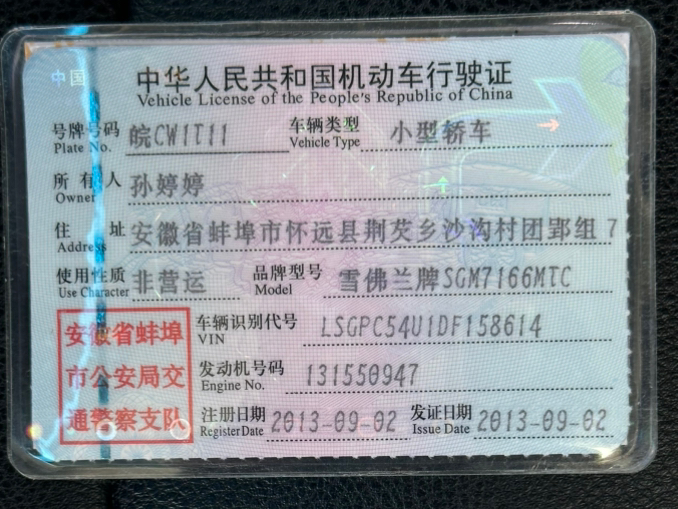 中国
中华人民共和国机动车行驶证
Vehicle License of the People's Republic of China
号牌号码 皖CW1T11 车辆类型 小型轿车
Plate No. Vehicle Type
所有人 孙婷婷
Owner
住址 安徽省蚌埠市怀远县荆芡乡沙沟村团郢组7
Address
使用性质 非营运 品牌型号 雪佛兰牌SGM7166MTC
Use Character Model
安徽省蚌埠
市公安局交
通警察支队
车辆识别代号 LSGPC54U1DF158614
VIN
发动机号码 131550947
Engine No.
注册日期 2013-09-02 发证日期 2013-09-02
Register Date Issue Date